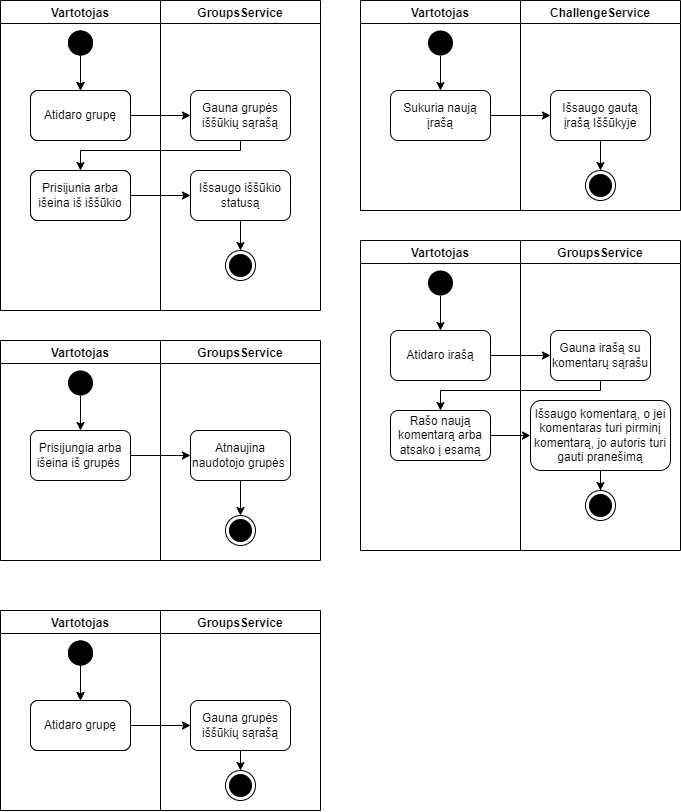 Vartotojas
GroupsService
Atidaro grupę
Gauna grupės
iššūkių sąrašą
Prisijunia arba
išeina iš iššūkio
Išsaugo iššūkio
statusą
Vartotojas
ChallengeService
Sukuria naują
įrašą
Išsaugo gautą
įrašą Iššūkyje
Vartotojas
GroupsService
Atidaro irašą
Gauna irašą su
komentarų sąrašu
Rašo naują
komentarą arba
atsako į esamą
Išsaugo komentarą, o jei
komentaras turi pirminį
komentarą, jo autoris turi
gauti pranešimą
Vartotojas
GroupsService
Prisijungia arba
išeina iš grupės
Atnaujina
naudotojo grupės
Vartotojas
GroupsService
Atidaro grupę
Gauna grupės
iššūkių sąrašą